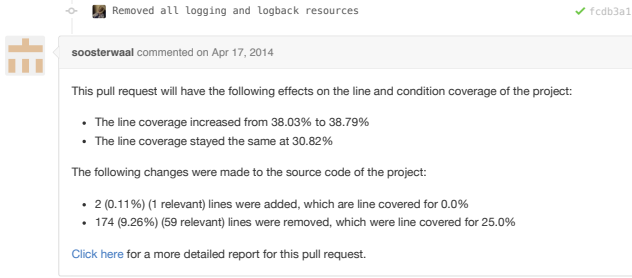 Removed all logging and logback resources fcdb3a1
soosterwaal commented on Apr 17, 2014
This pull request will have the following effects on the line and condition coverage of the project:
• The line coverage increased from 38.03% to 38.79%
• The line coverage stayed the same at 30.82%
The following changes were made to the source code of the project:
• 2 (0.11%) (1 relevant) lines were added, which are line covered for 0.0%
• 174 (9.26%) (59 relevant) lines were removed, which were line covered for 25.0%
Click here for a more detailed report for this pull request.